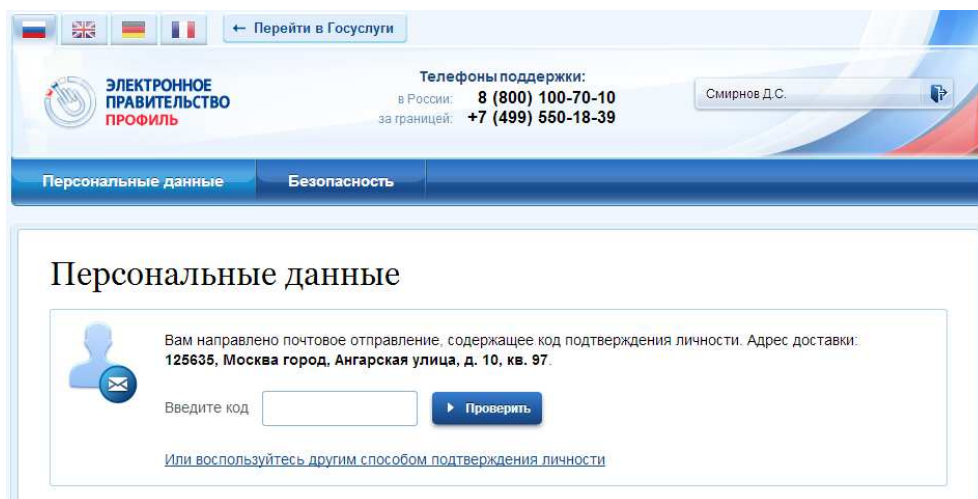 ← Перейти в Госуслуги
ЭЛЕКТРОННОЕ
ПРАВИТЕЛЬСТВО
ПРОФИЛЬ
Телефоны поддержки:
в России: 8 (800) 100-70-10
за границей: +7 (499) 550-18-39
Смирнов Д.С.
Персональные данные
Безопасность
Персональные данные
Вам направлено почтовое отправление, содержащее код подтверждения личности. Адрес доставки:
125635, Москва город, Ангарская улица, д. 10, кв. 97.
Введите код
Проверить
Или воспользуйтесь другим способом подтверждения личности